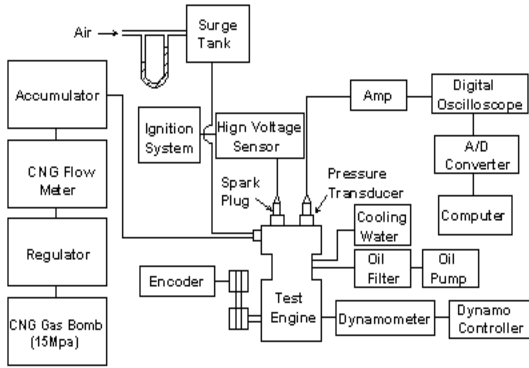 Air
Surge
Tank
Accumulator
CNG Flow
Meter
Regulator
CNG Gas Bomb
(15Mpa)
Ignition
System
Hign Voltage
Sensor
Amp
Digital
Oscilloscope
A/D
Converter
Computer
Spark
Plug
Pressure
Transducer
Cooling
Water
Oil
Filter
Oil
Pump
Encoder
Test
Engine
Dynamometer
Dynamo
Controller